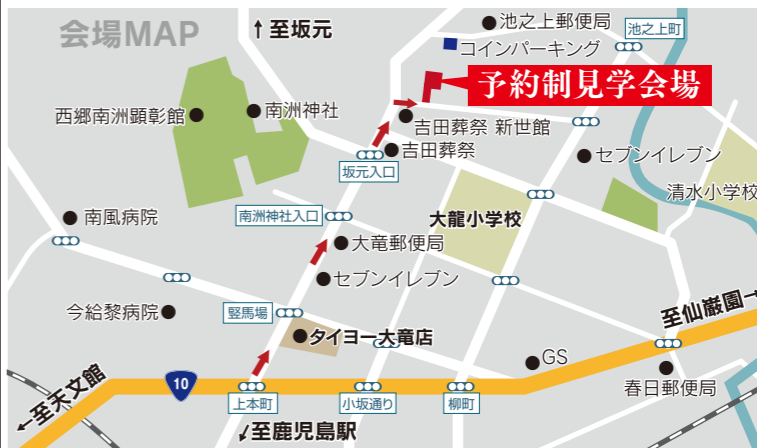 会場MAP
↑至坂元
池之上郵便局
池之上町
コインパーキング
予約制見学会場
西郷南洲顕彰館
南洲神社
吉田葬祭 新世館
吉田葬祭
セブンイレブン
坂元入口
清水小学校
南洲神社入口
大龍小学校
南風病院
大竜郵便局
セブンイレブン
今給黎病院
竪馬場
至仙巌園→
タイヨー大竜店
GS
10
春日郵便局
←至天文館
上本町
小坂通り
柳町
↙至鹿児島駅